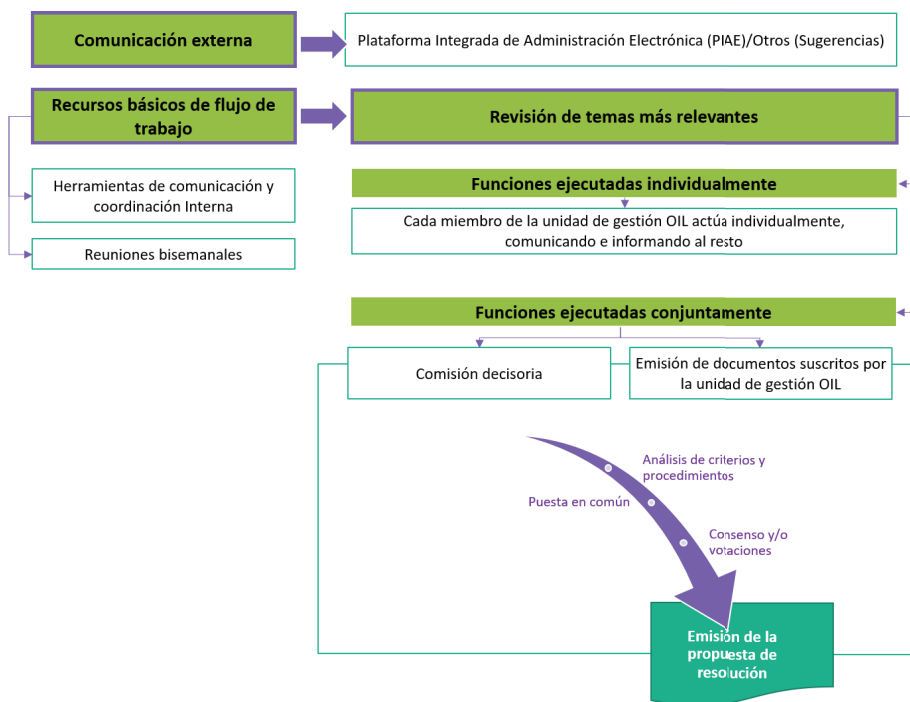 Comunicación externa
Plataforma Integrada de Administración Electrónica (PIAE)/Otros (Sugerencias)
Recursos básicos de flujo de
trabajo
Revisión de temas más relevantes
Herramientas de comunicación y
coordinación Interna
Reuniones bisemanales
Funciones ejecutadas individualmente
Cada miembro de la unidad de gestión OIL actúa individualmente,
comunicando e informando al resto
Funciones ejecutadas conjuntamente
Comisión decisoria
Emisión de documentos suscritos por
la unidad de gestión OIL
Análisis de criterios y
procedimientos
Puesta en común
Consenso y/o
votaciones
Emisión de la
propuesta de
resolución